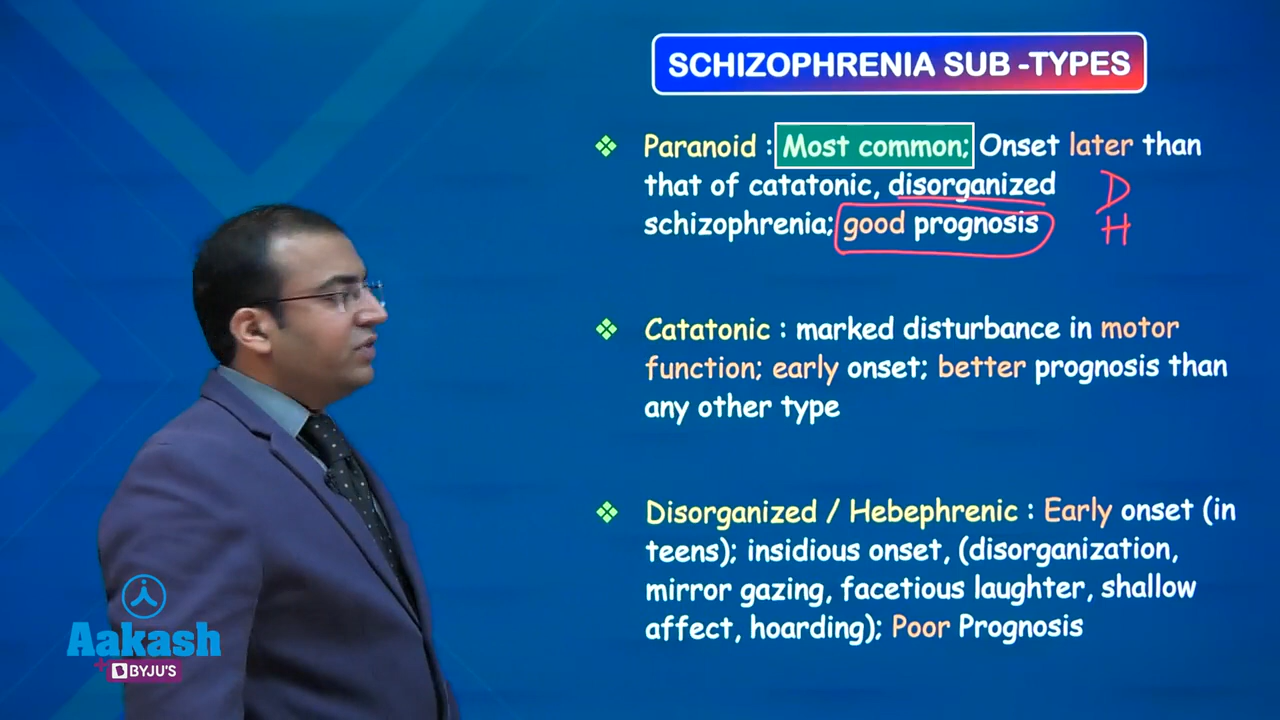 SCHIZOPHRENIA SUB -TYPES
❖ Paranoid : Most common; Onset later than
that of catatonic, disorganized
schizophrenia; good prognosis
D
H
❖ Catatonic : marked disturbance in motor
function; early onset; better prognosis than
any other type
❖ Disorganized / Hebephrenic : Early onset (in
teens); insidious onset, (disorganization,
mirror gazing, facetious laughter, shallow
affect, hoarding); Poor Prognosis
Aakash
+ BYJU'S